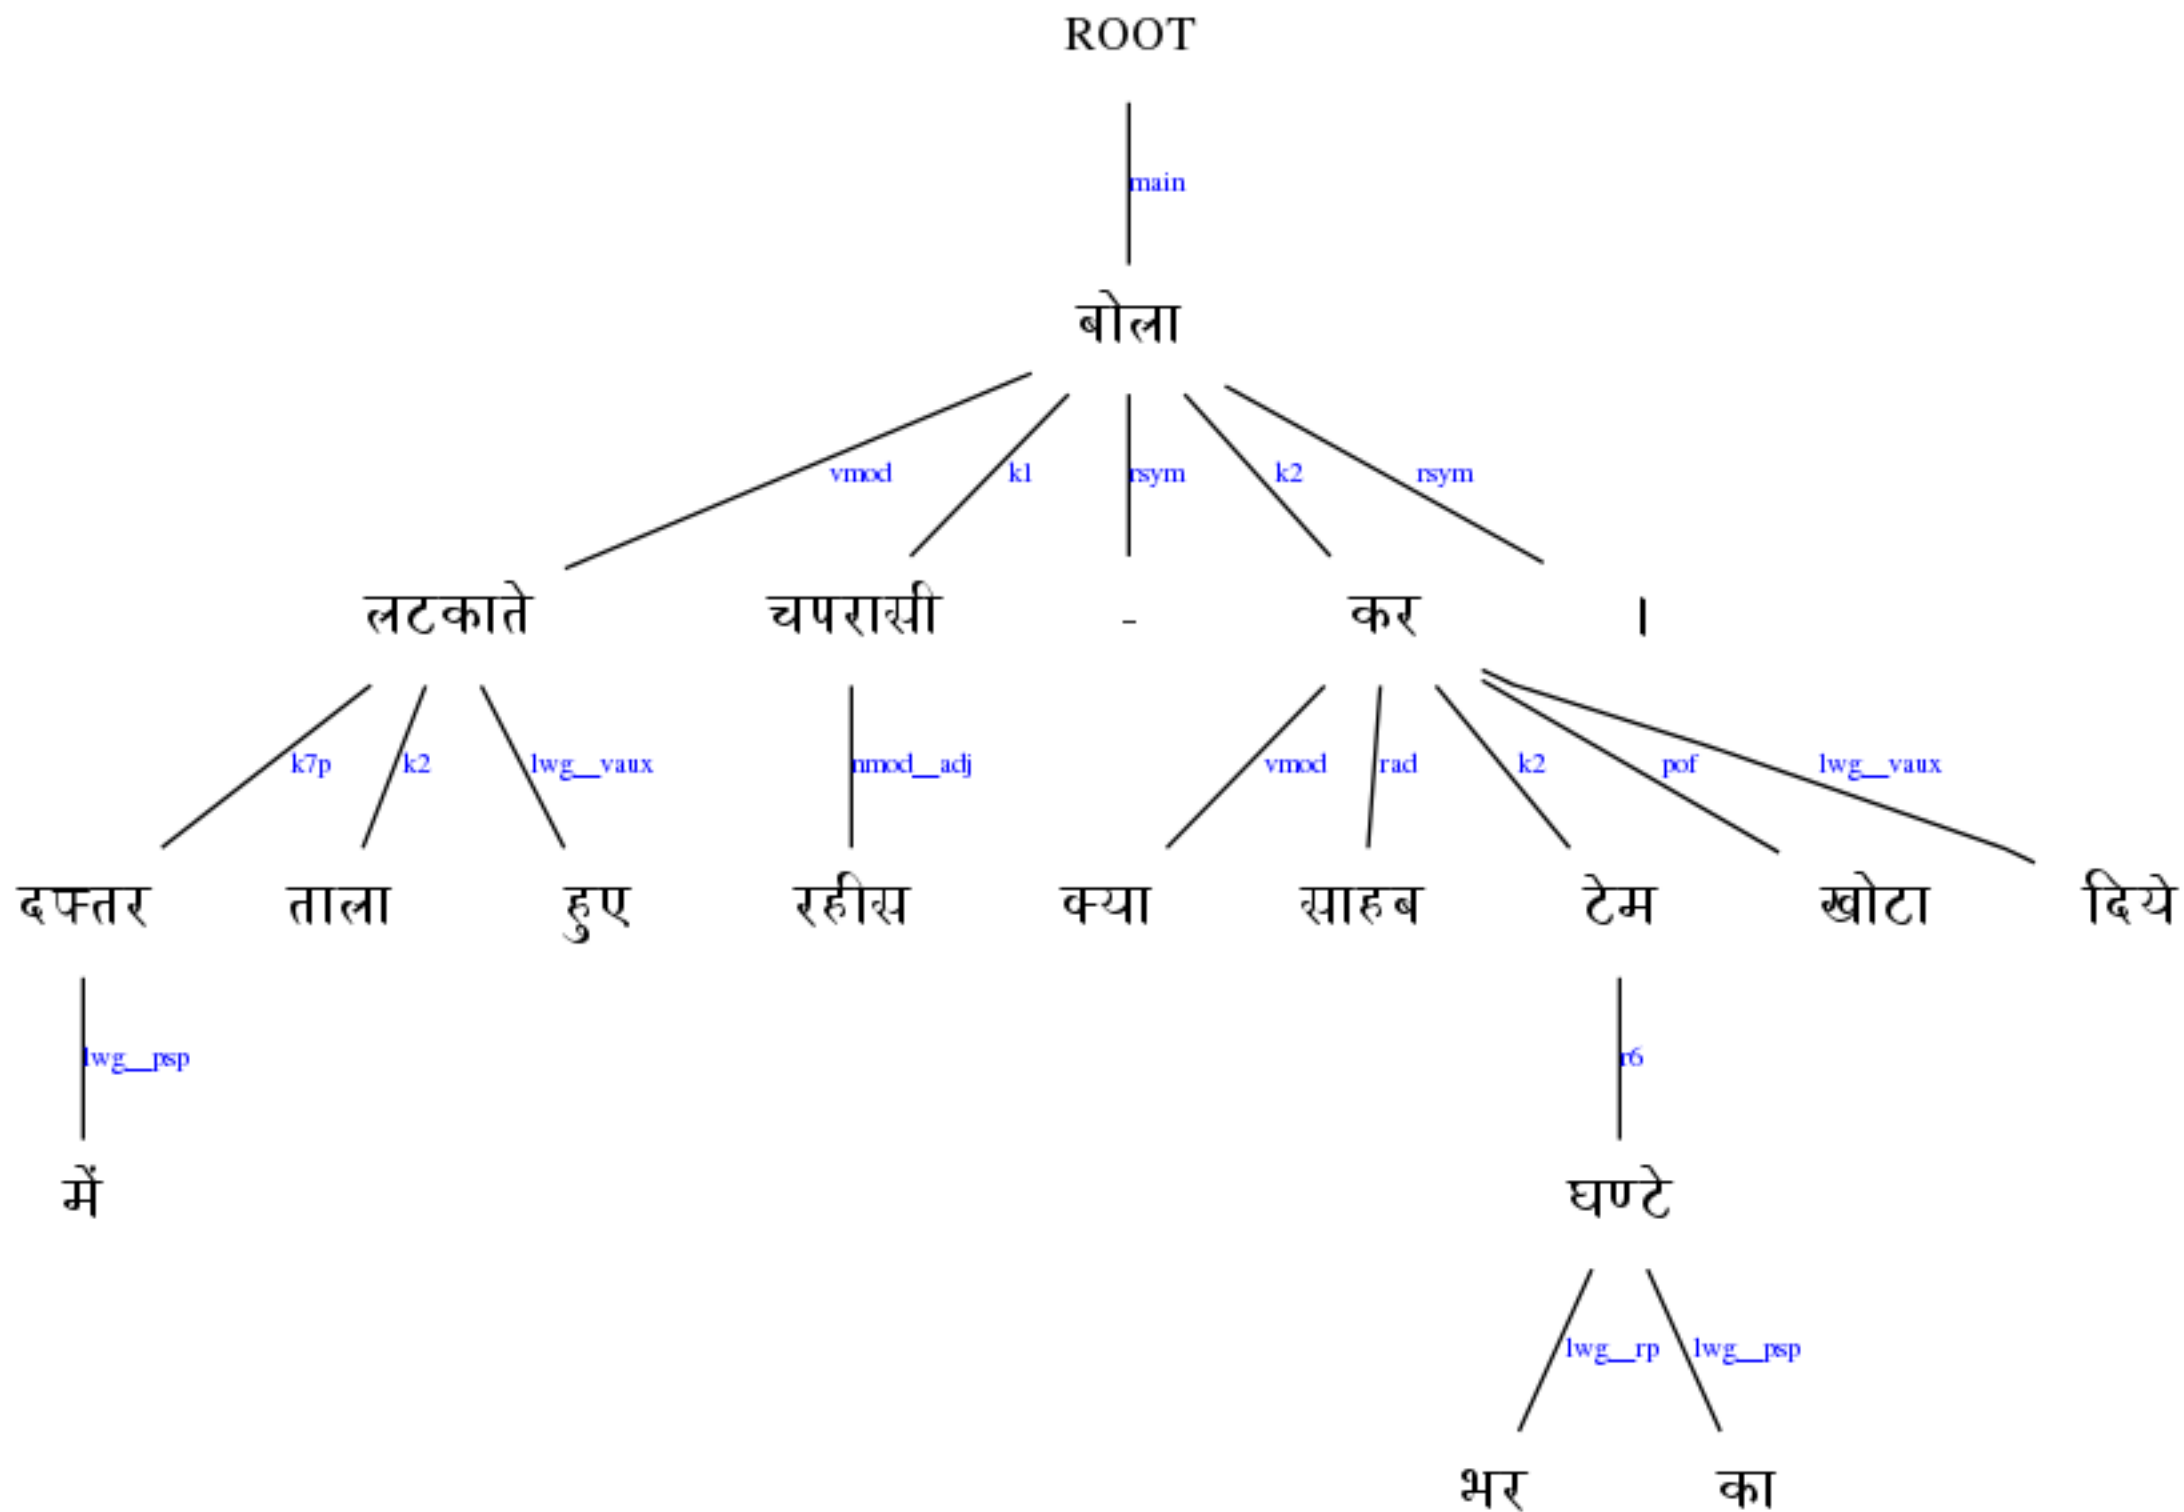 ROOT
main
बोला
vmod k1 rsym k2 rsym
लटकाते चपरासी - कर ।
k7p k2 lwg__vaux nmod__adj vmod rad k2 pof lwg__vaux
दफ्तर ताला हुए रहीस क्या साहब टेम खोटा दिये
lwg__psp r6
में घण्टे
lwg__rp lwg__psp
भर का